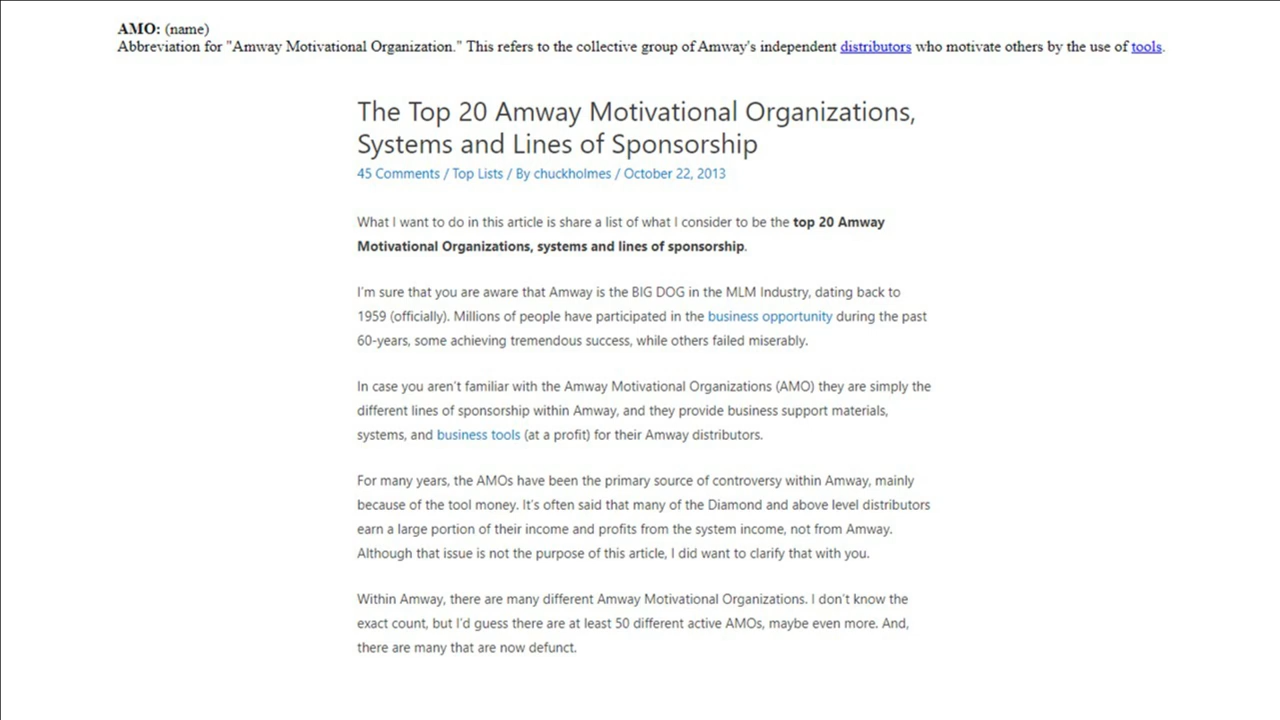 AMO: (name)
Abbreviation for "Amway Motivational Organization." This refers to the collective group of Amway's independent distributors who motivate others by the use of tools.
The Top 20 Amway Motivational Organizations,
Systems and Lines of Sponsorship
45 Comments / Top Lists / By chuckholmes / October 22, 2013
What I want to do in this article is share a list of what I consider to be the top 20 Amway
Motivational Organizations, systems and lines of sponsorship.
I'm sure that you are aware that Amway is the BIG DOG in the MLM Industry, dating back to
1959 (officially). Millions of people have participated in the business opportunity during the past
60-years, some achieving tremendous success, while others failed miserably.
In case you aren't familiar with the Amway Motivational Organizations (AMO) they are simply the
different lines of sponsorship within Amway, and they provide business support materials,
systems, and business tools (at a profit) for their Amway distributors.
For many years, the AMOs have been the primary source of controversy within Amway, mainly
because of the tool money. It's often said that many of the Diamond and above level distributors
earn a large portion of their income and profits from the system income, not from Amway.
Although that issue is not the purpose of this article, I did want to clarify that with you.
Within Amway, there are many different Amway Motivational Organizations. I don't know the
exact count, but I'd guess there are at least 50 different active AMOs, maybe even more. And,
there are many that are now defunct.